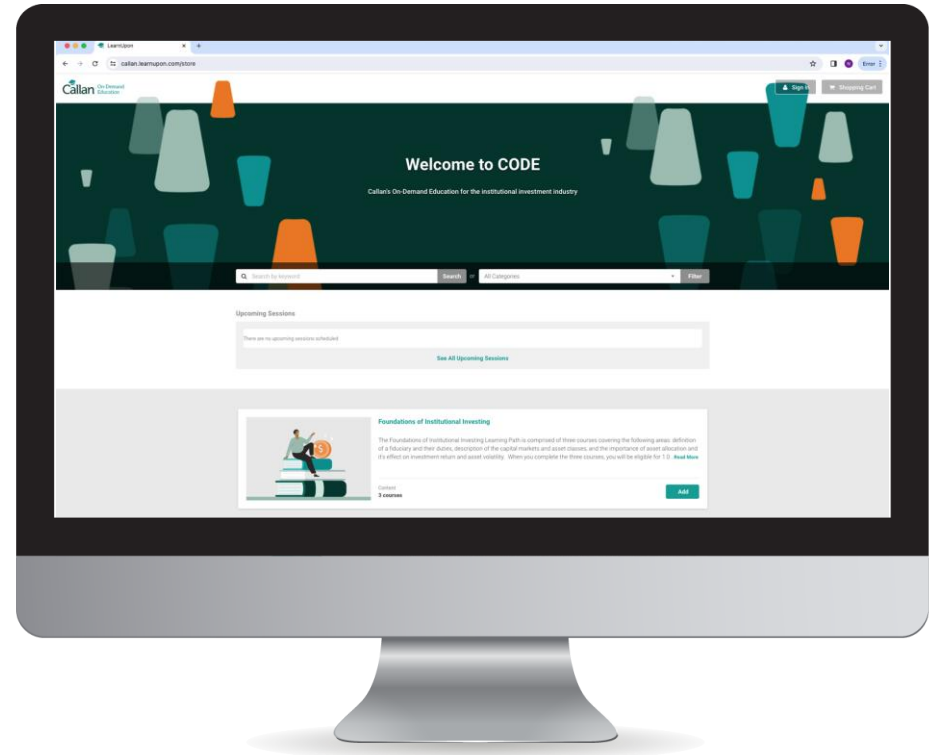 LearnUpon
callan.learnupon.com/store
Error
Callan On-Demand
Education
Sign in
Shopping Cart
Welcome to CODE
Callan's On-Demand Education for the institutional investment industry
Search by keyword
Search
or
All Categories
Filter
Upcoming Sessions
There are no upcoming sessions scheduled
See All Upcoming Sessions
Foundations of Institutional Investing
The Foundations of Institutional Investing Learning Path is comprised of three courses covering the following areas: definition
of a fiduciary and their duties, description of the capital markets and asset classes, and the importance of asset allocation and
it's effect on investment return and asset volatility. When you complete the three courses, you will be eligible for 1.0 Read More
Content
3 courses
Add